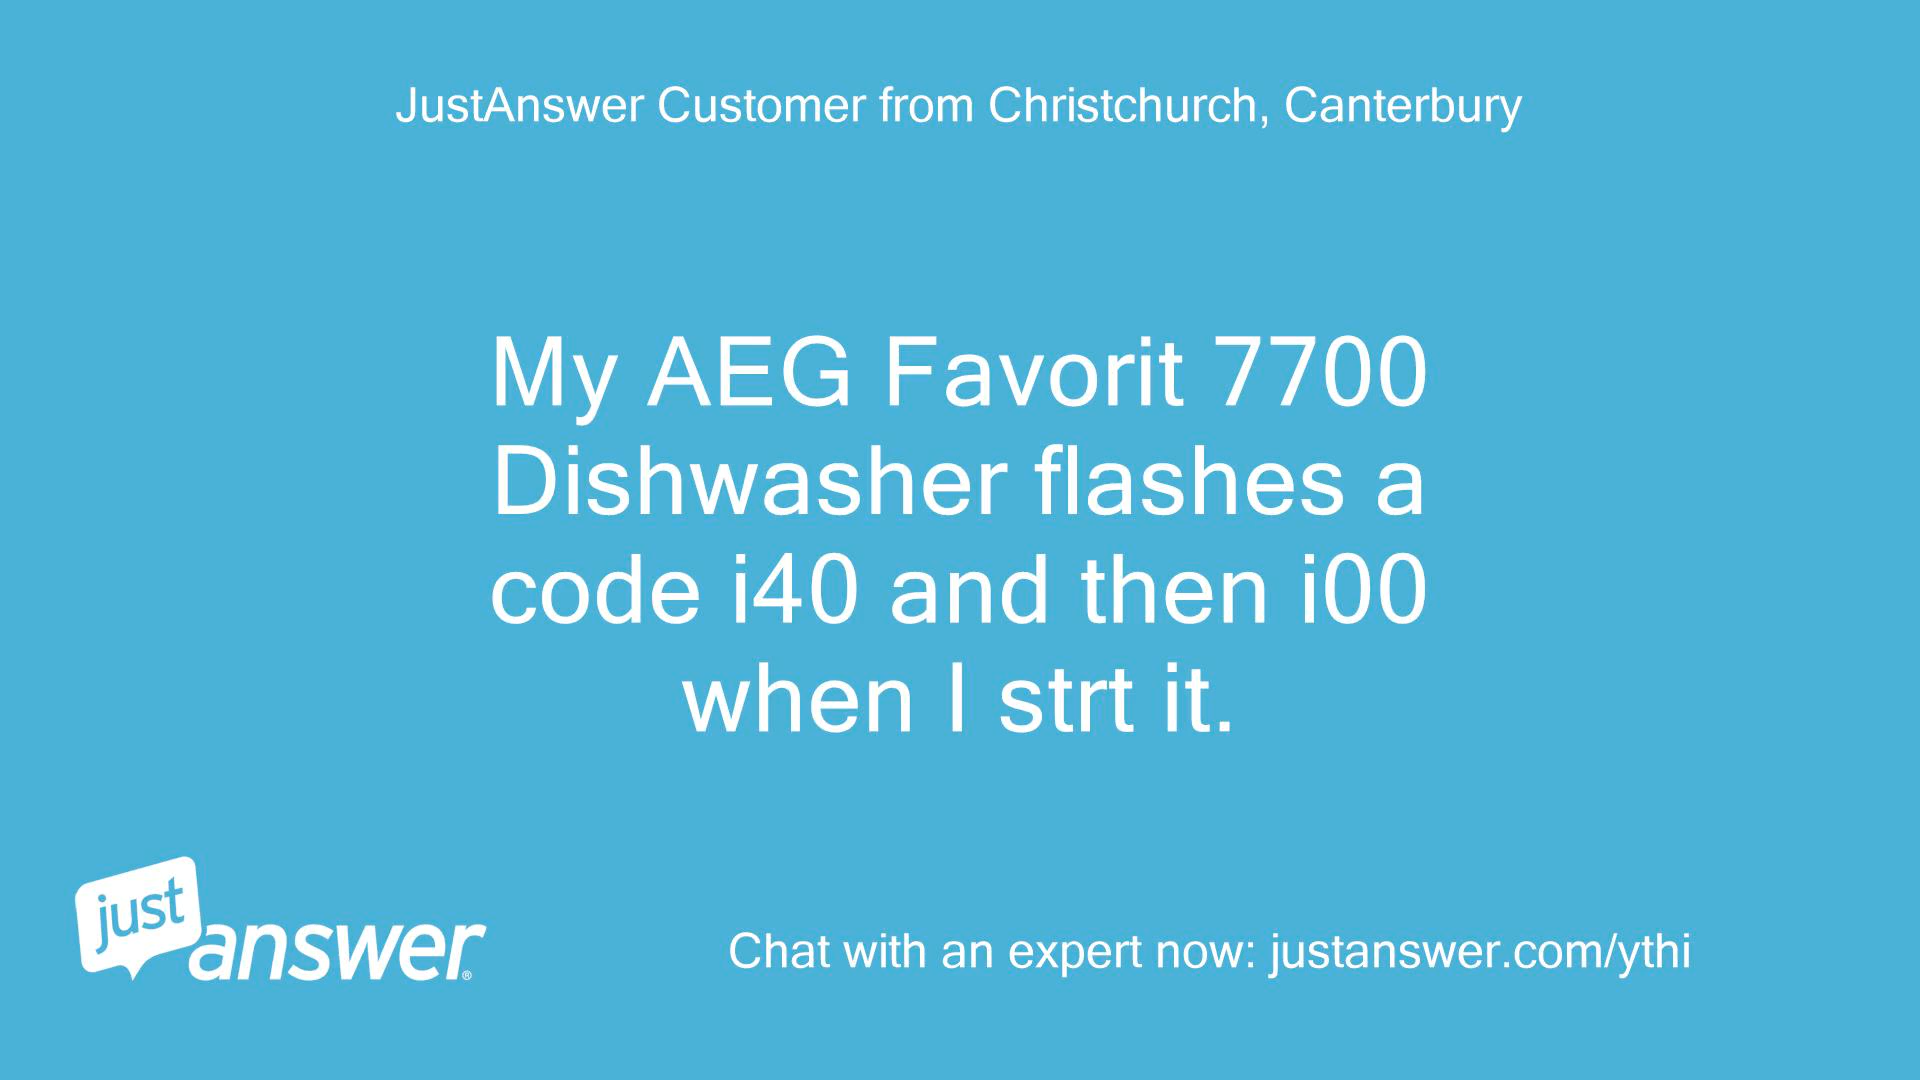 JustAnswer Customer from Christchurch, Canterbury
My AEG Favorit 7700
Dishwasher flashes a
code i40 and then i00
when I strt it.
just
answer®
Chat with an expert now: justanswer.com/ythi